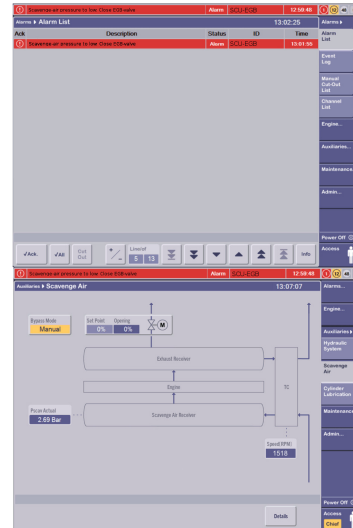 Scavenge air pressure to low: Close EGB-valve Alarm SCU-EGB 12:59:48
Alarms Alarm List 13:02:25
Ack Description Status ID Time
Scavenge air pressure to low: Close EGB-valve Alarm SCU-EGB 13:01:59
Alarms
Alarm List
Event Log
Manual Cut-Out List
Channel List
Engine...
Auxiliaries...
Maintenance
Admin...
Power Off
Access
√Ack. √All Cut Out +/- Line/of 5 13 Info
Scavenge air pressure to low: Close EGB-valve Alarm SCU-EGB 12:59:48
Auxiliaries Scavenge Air 13:07:07
Alarms...
Engine...
Auxiliaries
Hydraulic System
Scavenge Air
Cylinder Lubrication
Maintenance
Admin...
Power Off
Access
Chief
Bypass Mode
Manual
Set Point Opening
0% 0%
M
Exhaust Receiver
Engine
TC
Scavenge Air Receiver
Pscav Actual
2.69 Bar
Speed(RPM)
1518
Details